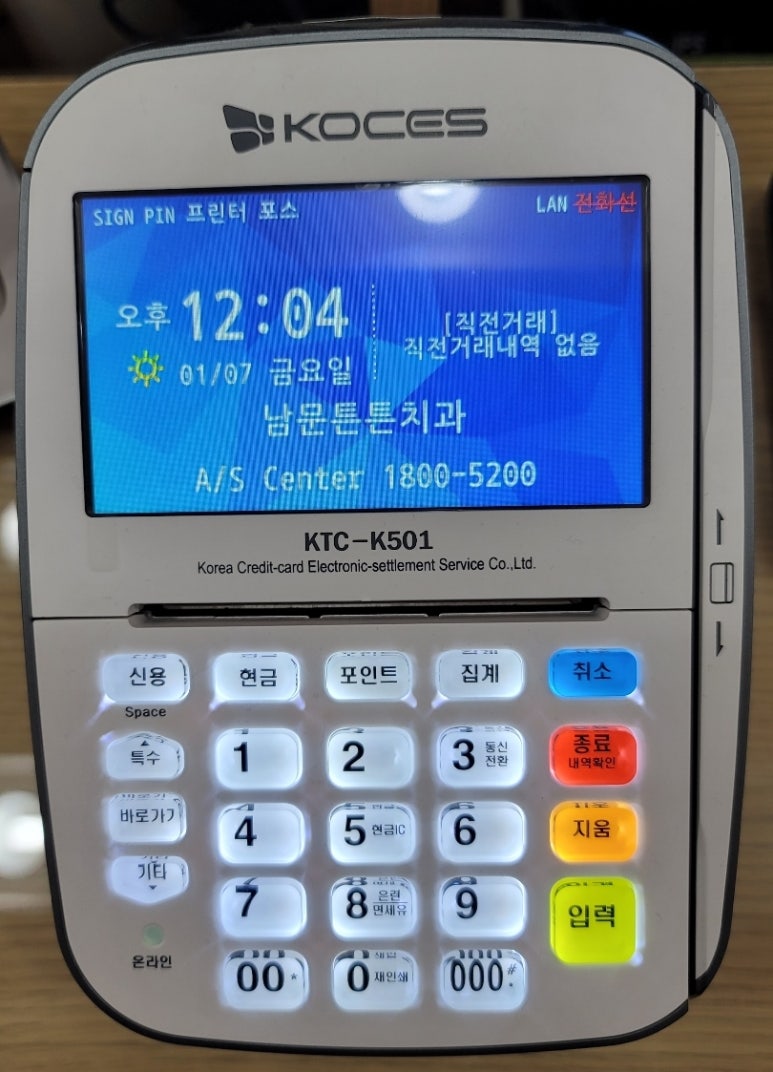 KOCES
SIGN PIN 프린터 포스 LAN 전화선
오후 12:04
[직전거래]
직전거래내역 없음
01/07 금요일
남문튼튼치과
A/S Center 1800-5200
KTC-K501
Korea Credit-card Electronic-settlement Service Co.,Ltd.
신용 현금 포인트 집계 취소
Space
특수 1 2 3 통신전환 종료 내역확인
바로가기 4 5 현금IC 6 지움
기타 7 8 은련 면세유 9 입력
온라인 00 * 0 재인쇄 000 # .